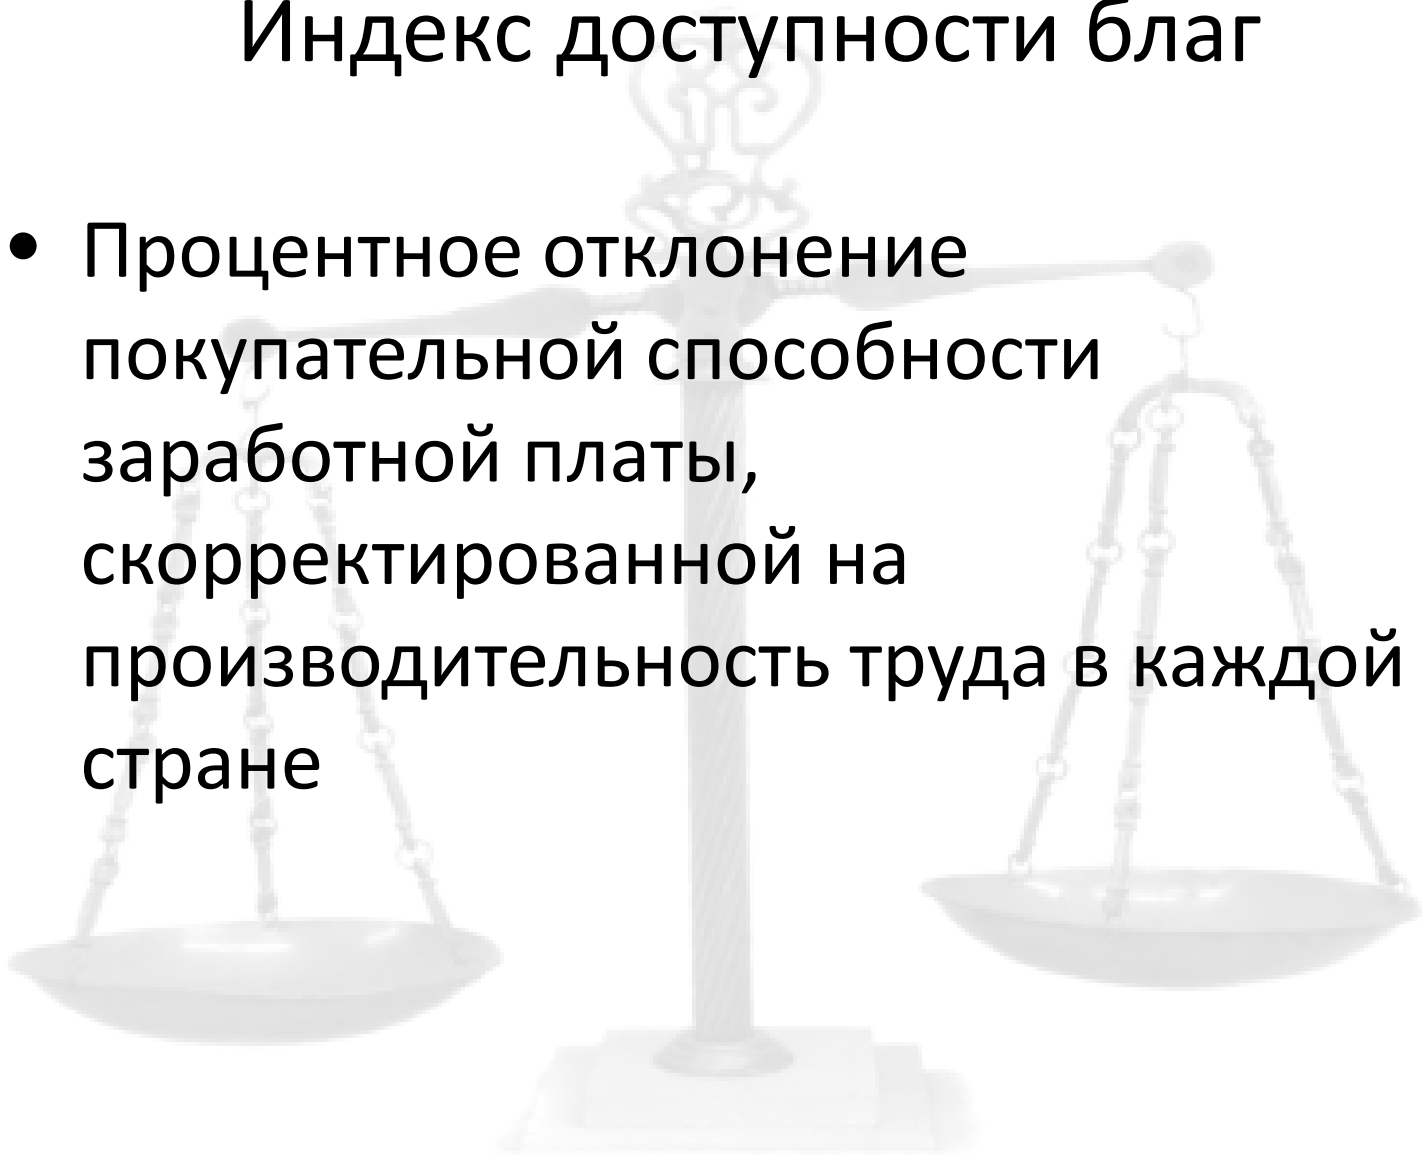 Индекс доступности благ
• Процентное отклонение
покупательной способности
заработной платы,
скорректированной на
производительность труда в каждой
стране